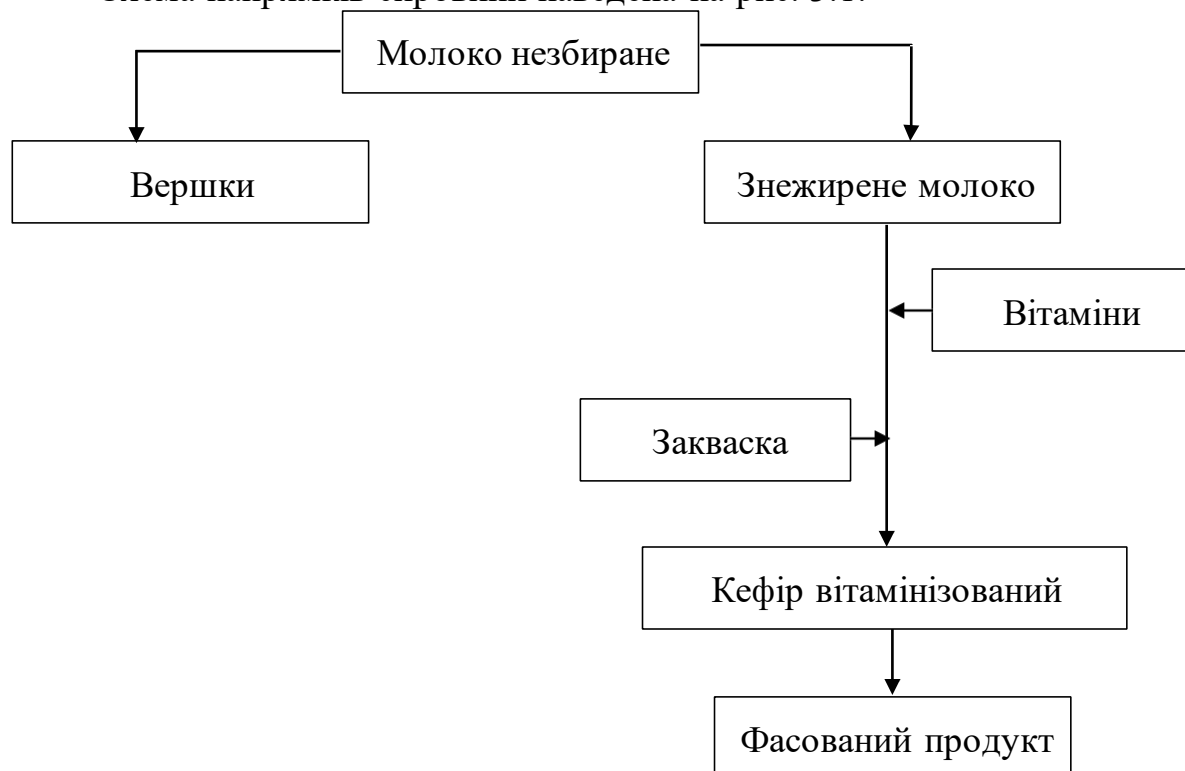 Молоко незбиране
Вершки
Знежирене молоко
Вітаміни
Закваска
Кефір вітамінізований
Фасований продукт